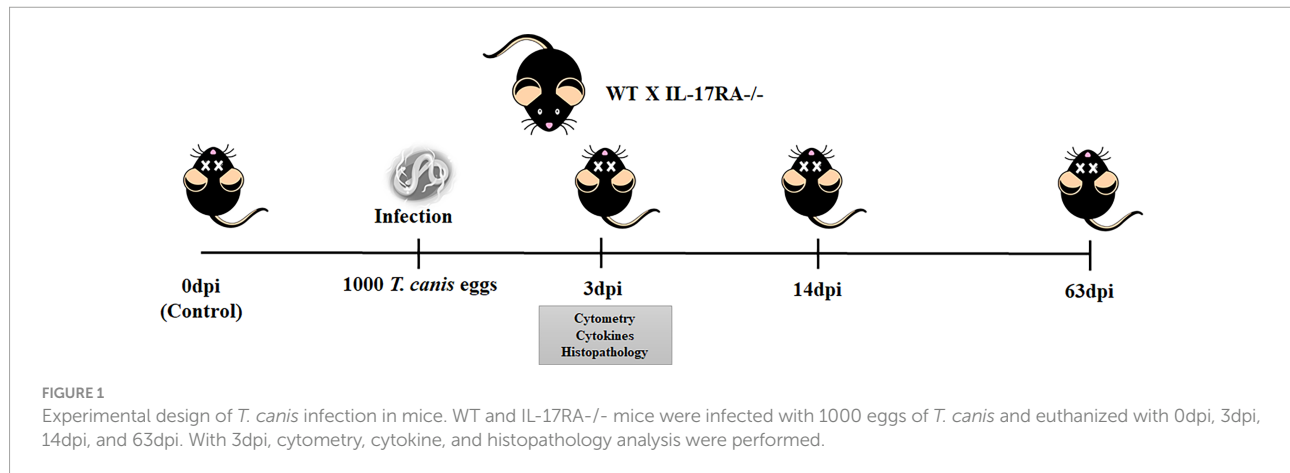 WT X IL-17RA-/-
Infection
0dpi
(Control)
1000 T. canis eggs
3dpi
14dpi
63dpi
Cytometry
Cytokines
Histopathology
FIGURE 1
Experimental design of T. canis infection in mice. WT and IL-17RA-/- mice were infected with 1000 eggs of T. canis and euthanized with 0dpi, 3dpi,
14dpi, and 63dpi. With 3dpi, cytometry, cytokine, and histopathology analysis were performed.